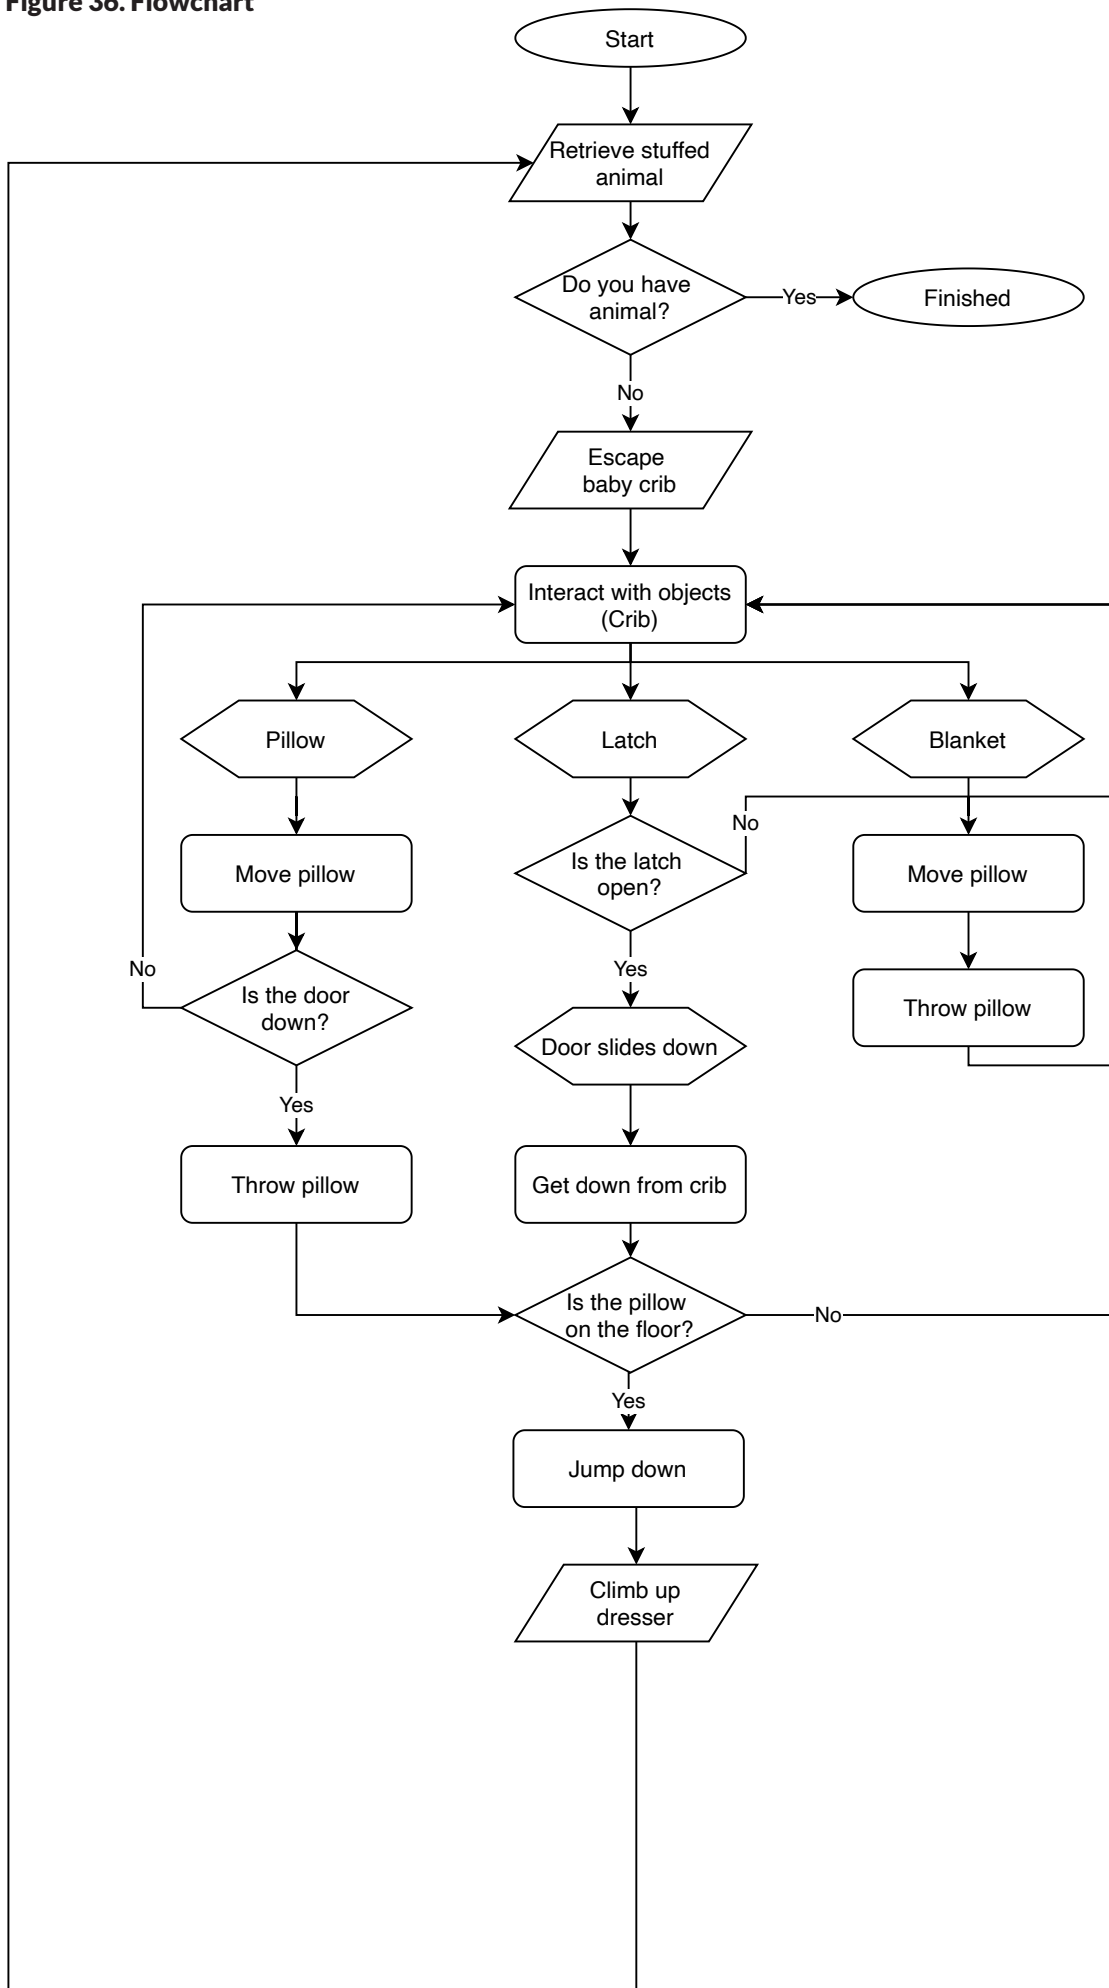 Figure 36. Flowchart
Start
Retrieve stuffed
animal
Do you have
animal?
Yes
Finished
No
Escape
baby crib
Interact with objects
(Crib)
Pillow
Latch
Blanket
No
Move pillow
Is the latch
open?
Move pillow
No
Is the door
down?
Yes
Door slides down
Throw pillow
Yes
Throw pillow
Get down from crib
Is the pillow
on the floor?
No
Yes
Jump down
Climb up
dresser